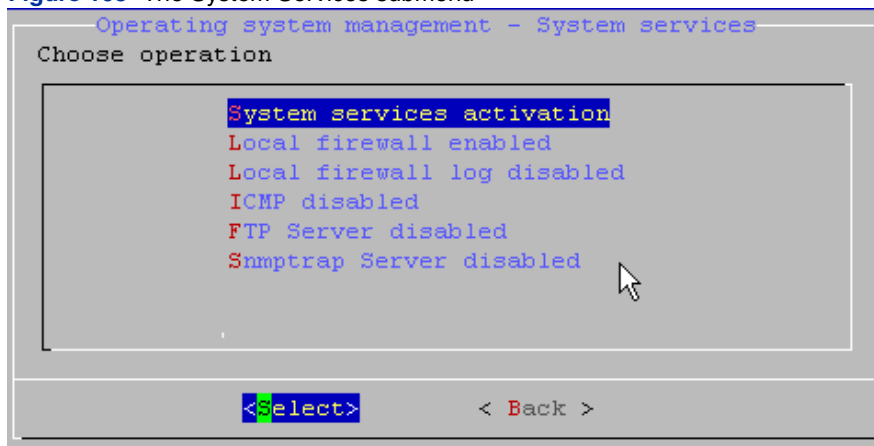 Operating system management - System services
Choose operation
System services activation
Local firewall enabled
Local firewall log disabled
ICMP disabled
FTP Server disabled
Snmptrap Server disabled
<Select> < Back >